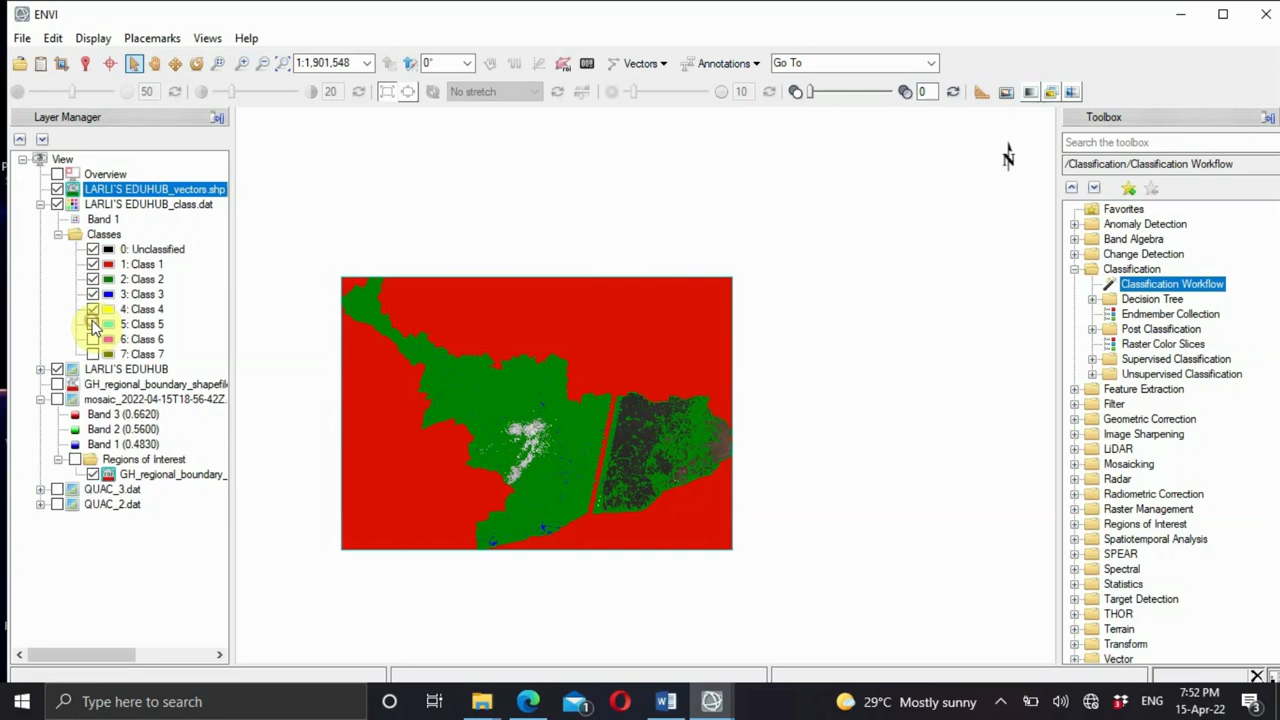 ENVI
File Edit Display Placemarks Views Help
1:1,901,548 0° Vectors Annotations Go To
50 20 No stretch 10 0
Layer Manager
View
Overview
LARLI'S EDUHUB_vectors.shp
LARLI'S EDUHUB_class.dat
Band 1
Classes
0: Unclassified
1: Class 1
2: Class 2
3: Class 3
4: Class 4
5: Class 5
6: Class 6
7: Class 7
LARLI'S EDUHUB
GH_regional_boundary_shapefile
mosaic_2022-04-15T18-56-42Z.
Band 3 (0.6620)
Band 2 (0.5600)
Band 1 (0.4830)
Regions of Interest
GH_regional_boundary_
QUAC_3.dat
QUAC_2.dat
N
Toolbox
Search the toolbox
/Classification/Classification Workflow
Favorites
Anomaly Detection
Band Algebra
Change Detection
Classification
Classification Workflow
Decision Tree
Endmember Collection
Post Classification
Raster Color Slices
Supervised Classification
Unsupervised Classification
Feature Extraction
Filter
Geometric Correction
Image Sharpening
LiDAR
Mosaicking
Radar
Radiometric Correction
Raster Management
Regions of Interest
Spatiotemporal Analysis
SPEAR
Spectral
Statistics
Target Detection
THOR
Terrain
Transform
Vector
Type here to search
1
29°C Mostly sunny
ENG
7:52 PM
15-Apr-22
3